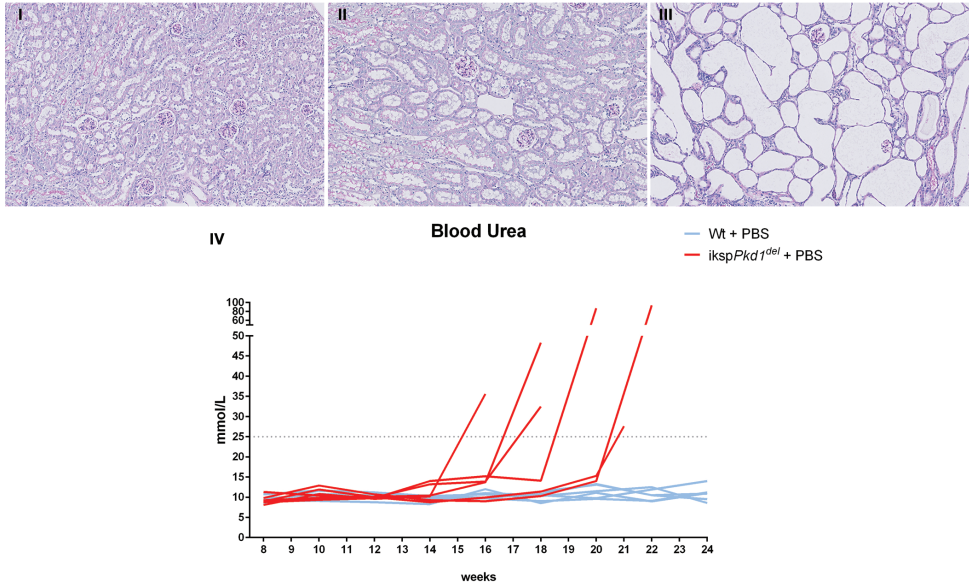 I
II
III
IV
Blood Urea
Wt + PBS
ikspPkd1del + PBS
mmol/L
100
80
60
50
45
40
35
30
25
20
15
10
5
0
8 9 10 11 12 13 14 15 16 17 18 19 20 21 22 23 24
weeks